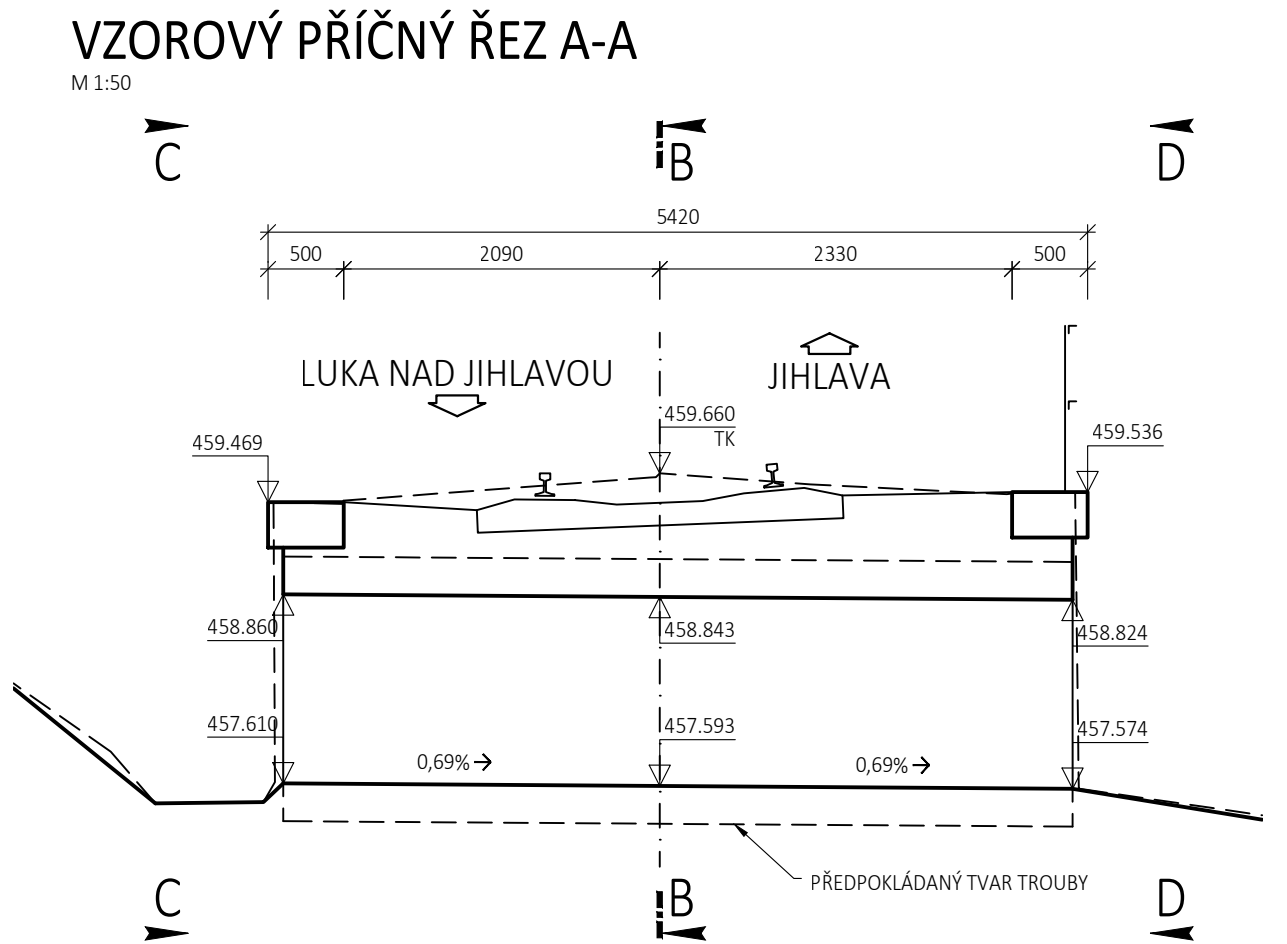 VZOROVÝ PŘÍČNÝ ŘEZ A-A
M 1:50
C
B
D
5420
500
2090
2330
500
LUKA NAD JIHLAVOU
JIHLAVA
459.660
TK
459.469
459.536
458.860
458.843
458.824
457.610
457.593
457.574
0,69%
0,69%
PŘEDPOKLÁDANÝ TVAR TROUBY
C
B
D